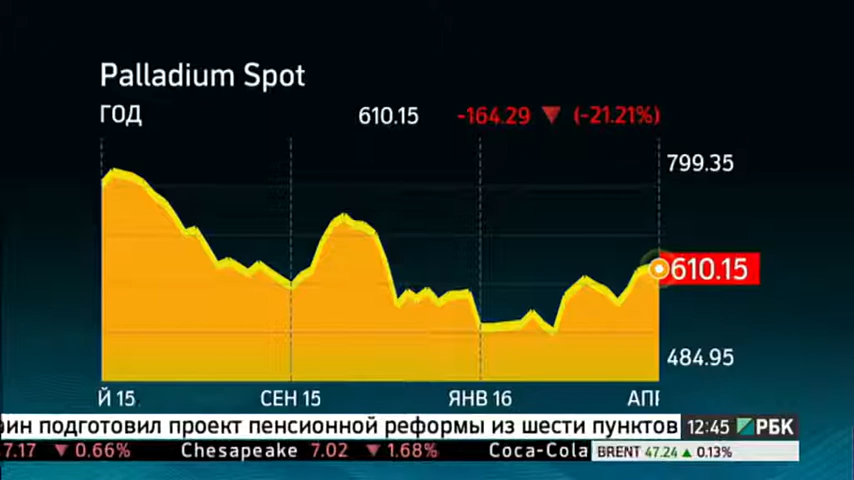 Palladium Spot
ГОД 610.15 -164.29 ▼ (-21.21%)
799.35
610.15
484.95
Й 15 СЕН 15 ЯНВ 16 АПР
фин подготовил проект пенсионной реформы из шести пунктов 12:45 РБК
7.17 ▼ 0.66% Chesapeake 7.02 ▼ 1.68% Coca-Cola BRENT 47.24 ▲ 0.13%